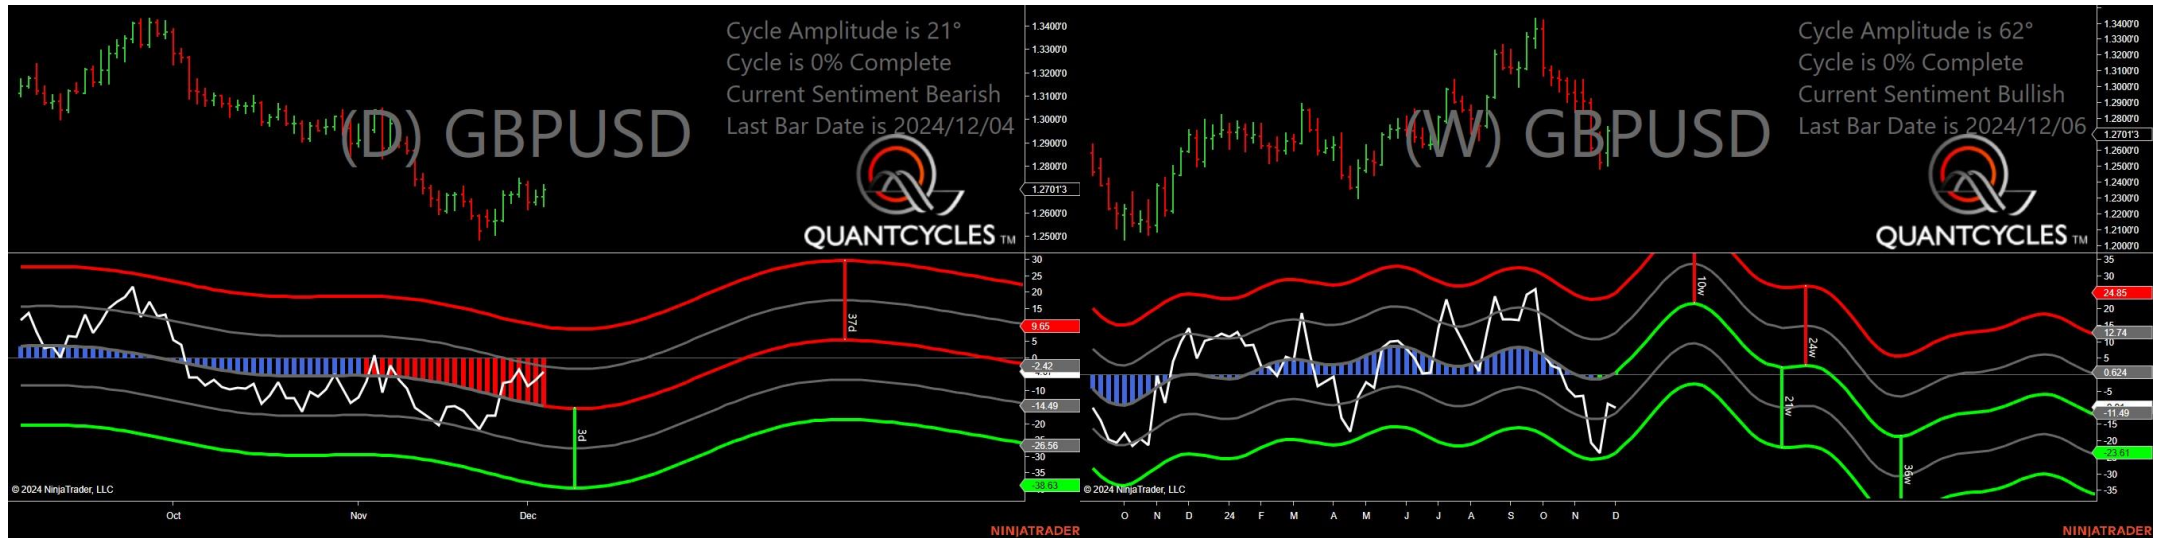 Cycle Amplitude is 21°
Cycle is 0% Complete
Current Sentiment Bearish
Last Bar Date is 2024/12/04
(D) GBPUSD
QUANTCYCLES TM
1.3400'0
1.3300'0
1.3200'0
1.3100'0
1.3000'0
1.2900'0
1.2800'0
1.2701'3
1.2600'0
1.2500'0
30
25
20
15
9.65
5
0
-2.42
-10
-14.49
-20
-26.56
-30
-35
-38.63
37d
3d
© 2024 NinjaTrader, LLC
Oct Nov Dec
NINJATRADER
Cycle Amplitude is 62°
Cycle is 0% Complete
Current Sentiment Bullish
Last Bar Date is 2024/12/06
(W) GBPUSD
QUANTCYCLES TM
1.3400'0
1.3300'0
1.3200'0
1.3100'0
1.3000'0
1.2900'0
1.2800'0
1.2701'3
1.2600'0
1.2500'0
1.2400'0
1.2300'0
1.2200'0
1.2100'0
1.2000'0
35
30
24.85
20
15
12.74
10
5
0.624
-5
-11.49
-15
-20
-23.61
-30
-35
10w
24w
21w
36w
© 2024 NinjaTrader, LLC
O N D 24 F M A M J J A S O N D
NINJATRADER